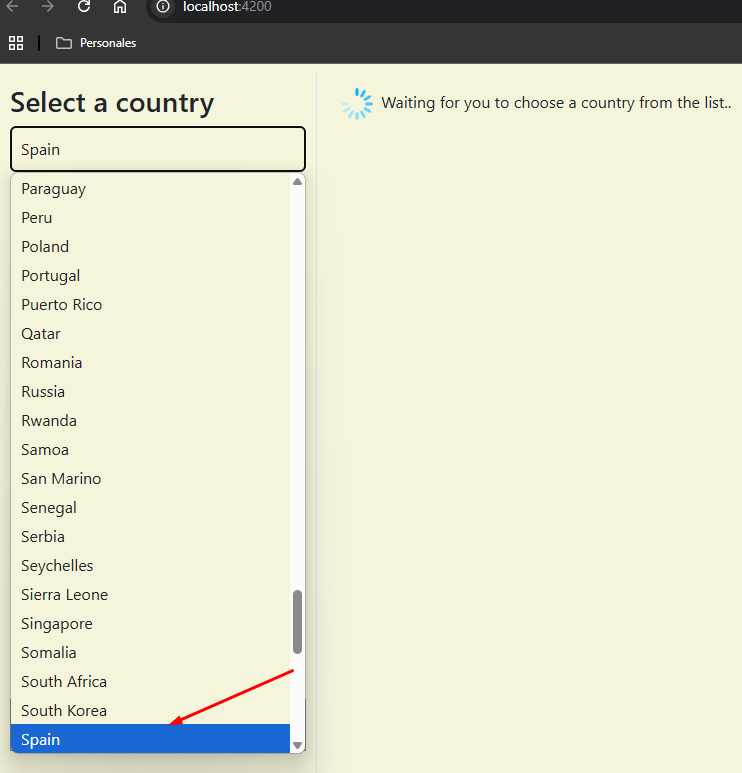 localhost:4200
Personales
Select a country
Waiting for you to choose a country from the list..
Spain
Paraguay
Peru
Poland
Portugal
Puerto Rico
Qatar
Romania
Russia
Rwanda
Samoa
San Marino
Senegal
Serbia
Seychelles
Sierra Leone
Singapore
Somalia
South Africa
South Korea
Spain